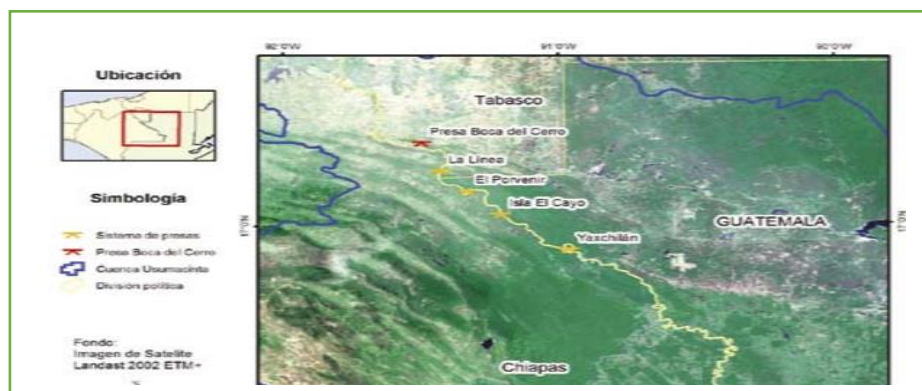 92°0'W 91°0'W 90°0'W
Ubicación
Tabasco
Presa Boca del Cerro
La Línea
El Porvenir
Isla El Cayo
Simbología
GUATEMALA
17°0'N
17°0'N
Yaxchilán
Sistema de presas
Presa Boca del Cerro
Cuenca Usumacinta
División política
Fondo:
Imagen de Satelite
Landast 2002 ETM+
Chiapas